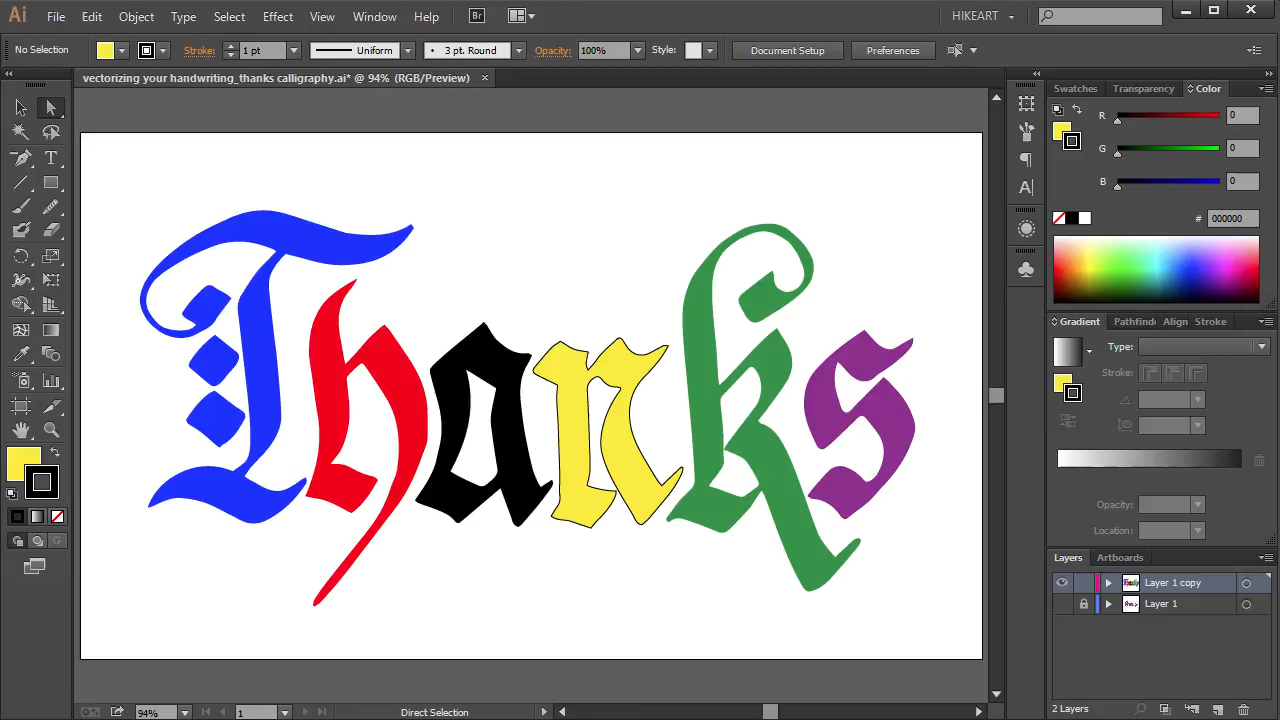 Ai File Edit Object Type Select Effect View Window Help Br HIKEART
No Selection Stroke: 1 pt Uniform 3 pt. Round Opacity: 100% Style: Document Setup Preferences
vectorizing your handwriting_thanks calligraphy.ai* @ 94% (RGB/Preview)
Swatches Transparency Color
R 0
G 0
B 0
# 000000
Thanks
Gradient Pathfind Align Stroke
Type:
Stroke:
Opacity:
Location:
Layers Artboards
Layer 1 copy
Layer 1
2 Layers
94% 1 Direct Selection